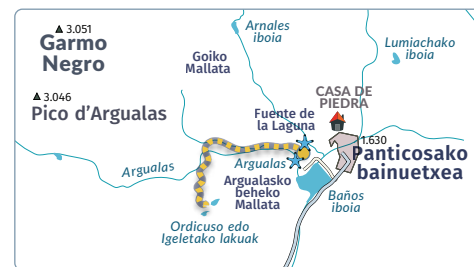 3.051
Garmo
Negro
3.046
Pico d'Argualas
Arnales
iboia
Goiko
Mallata
Lumiachako
iboia
CASA DE
PIEDRA
Fuente de
la Laguna
1.630
Panticosako
bainuetxea
Argualas
Argualas
Argualasko
beheko
Mallata
Baños
iboia
Ordicuso edo
Igeletako lakuak